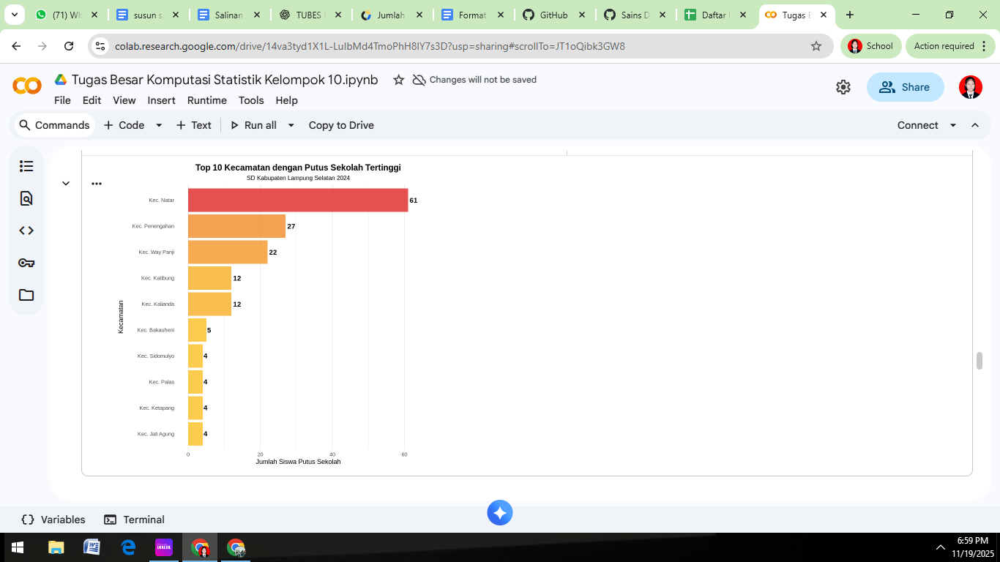 (71) Wh
susun s
Salinan
TUBES
Jumlah
Format
GitHub
Sains D
Daftar
Tugas B
colab.research.google.com/drive/14va3tyd1X1L-LulbMd4TmoPhH8lY7s3D?usp=sharing#scrollTo=JT1oQibk3GW8
School
Action required
Tugas Besar Komputasi Statistik Kelompok 10.ipynb
Changes will not be saved
Share
File Edit View Insert Runtime Tools Help
Commands + Code + Text Run all Copy to Drive
Connect
Top 10 Kecamatan dengan Putus Sekolah Tertinggi
SD Kabupaten Lampung Selatan 2024
Kec. Natar 61
Kec. Penengahan 27
Kec. Way Panji 22
Kec. Katibung 12
Kec. Kalianda 12
Kec. Bakauheni 5
Kec. Sidomulyo 4
Kec. Palas 4
Kec. Ketapang 4
Kec. Jati Agung 4
Kecamatan
0 20 40 60
Jumlah Siswa Putus Sekolah
Variables Terminal
6:59 PM
11/19/2025